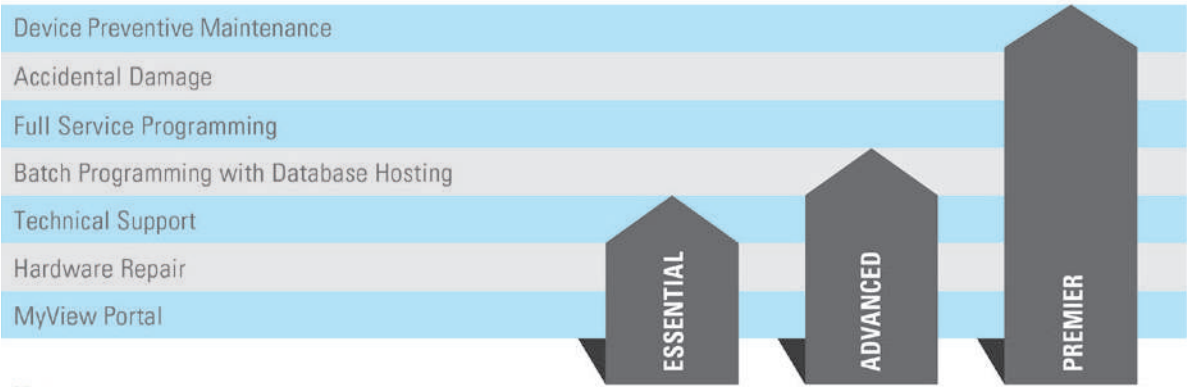 Device Preventive Maintenance
Accidental Damage
Full Service Programming
Batch Programming with Database Hosting
Technical Support
Hardware Repair
MyView Portal
ESSENTIAL
ADVANCED
PREMIER